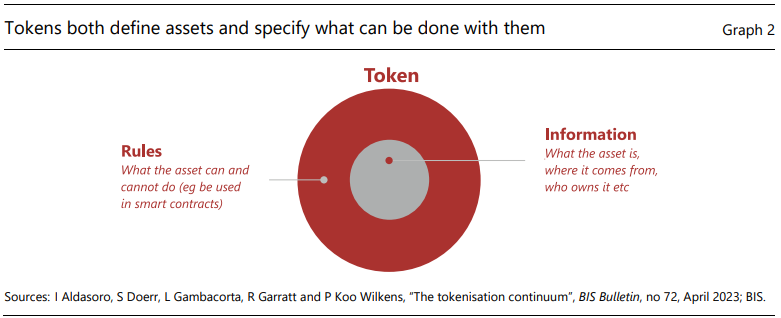 Tokens both define assets and specify what can be done with them
Graph 2
Token
Rules
What the asset can and
cannot do (eg be used
in smart contracts)
Information
What the asset is,
where it comes from,
who owns it etc
Sources: I Aldasoro, S Doerr, L Gambacorta, R Garratt and P Koo Wilkens, “The tokenisation continuum”, BIS Bulletin, no 72, April 2023; BIS.